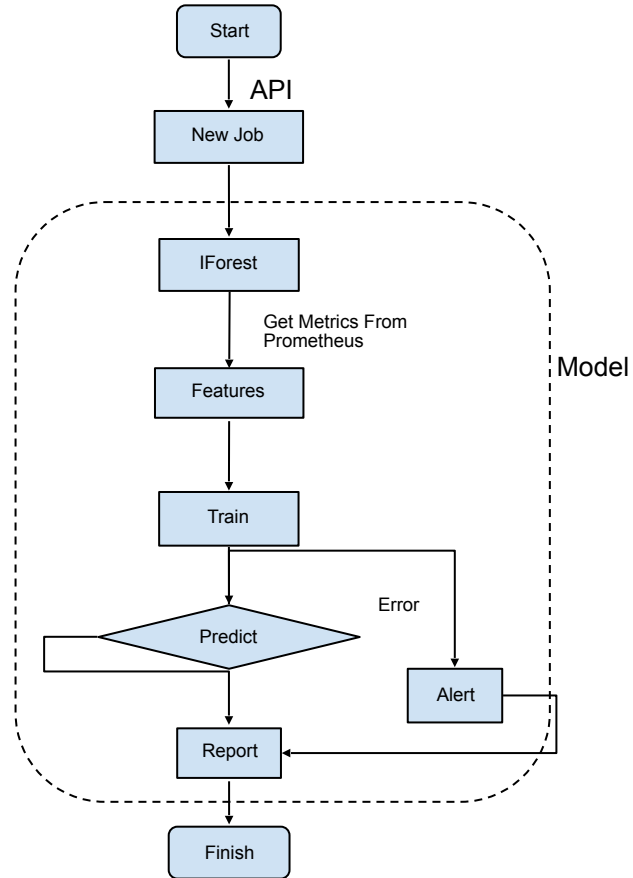 Start
API
New Job
IForest
Get Metrics From
Prometheus
Model
Features
Train
Error
Predict
Alert
Report
Finish